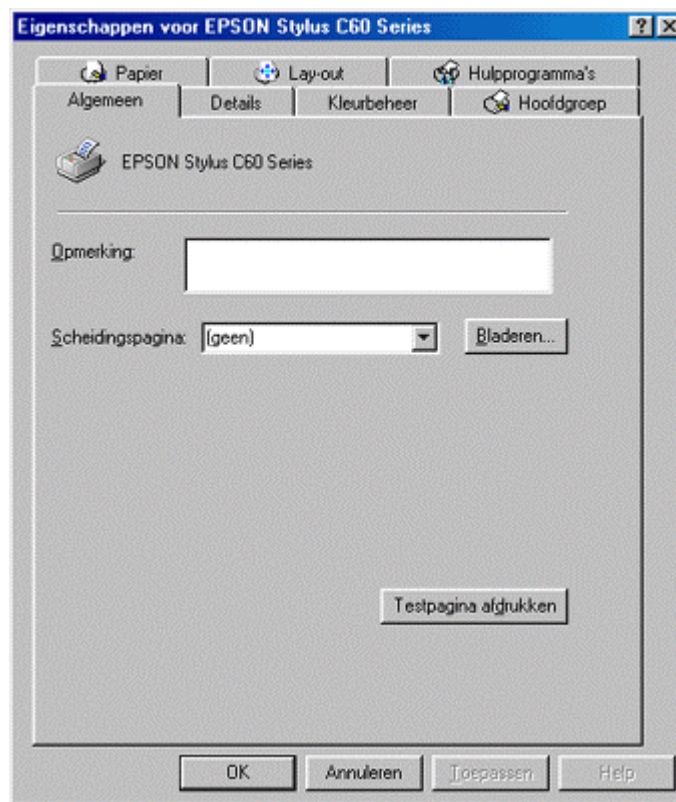 Eigenschappen voor EPSON Stylus C60 Series
Papier
Lay-out
Hulpprogramma's
Algemeen
Details
Kleurbeheer
Hoofdgroep
EPSON Stylus C60 Series
Opmerking:
Scheidingspagina: (geen) Bladeren...
Testpagina afdrukken
OK Annuleren Toepassen Help